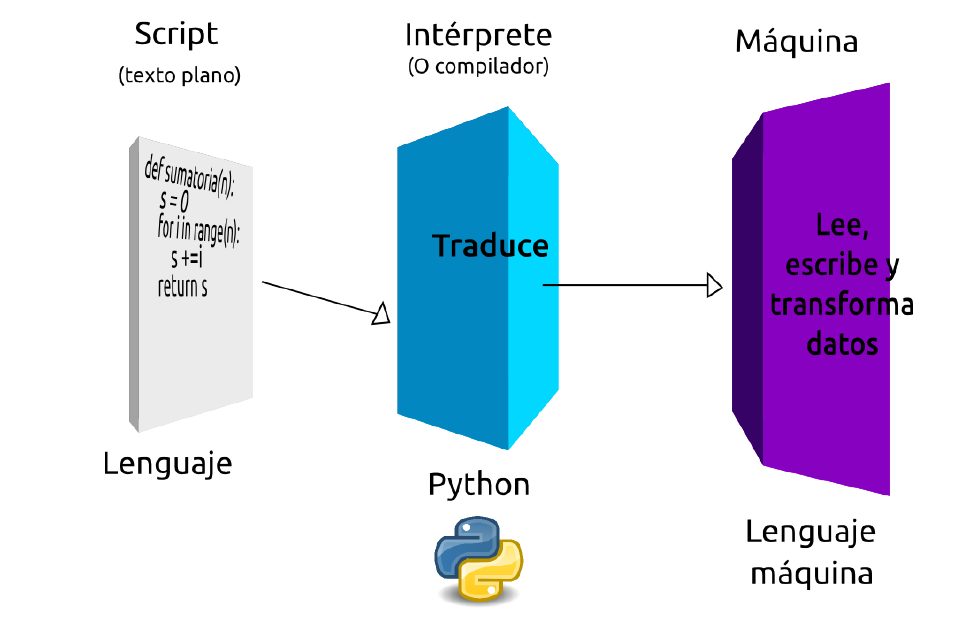 Script
(texto plano)
def sumatoria(n):
s = 0
for i in range(n):
s +=i
return s
Lenguaje
Intérprete
(O compilador)
Traduce
Python
Máquina
Lee,
escribe y
transforma
datos
Lenguaje
máquina